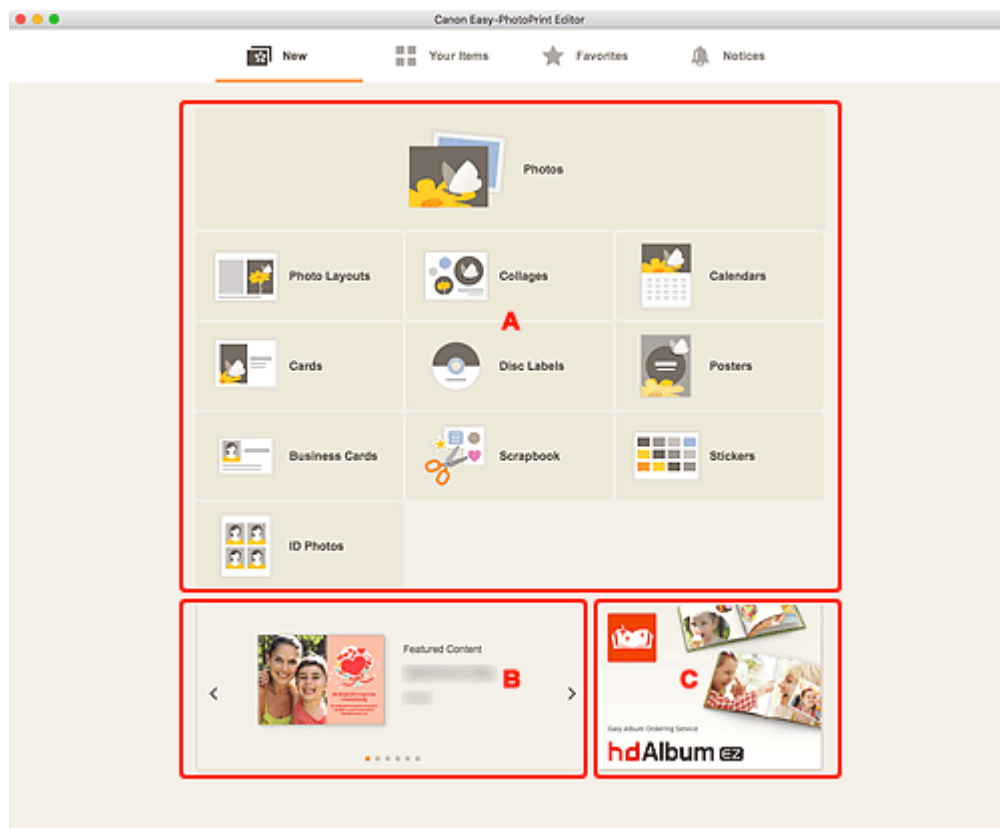 Canon Easy-PhotoPrint Editor
New
Your Items
Favorites
Notices
Photos
Photo Layouts
Collages
Calendars
A
Cards
Disc Labels
Posters
Business Cards
Scrapbook
Stickers
ID Photos
Featured Content
B
C
Easy Album Ordering Service
hdAlbum EZ